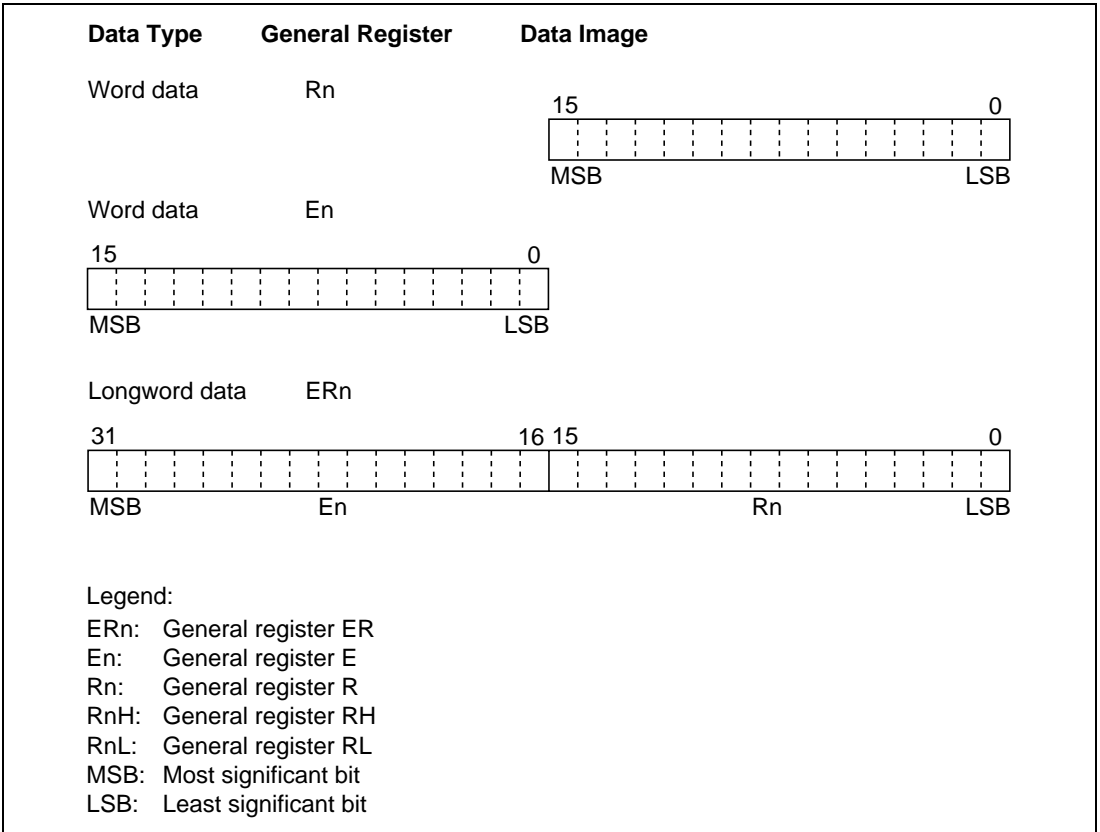 Data Type General Register Data Image
Word data Rn
15 0
MSB LSB
Word data En
15 0
MSB LSB
Longword data ERn
31 16 15 0
MSB En Rn LSB
Legend:
ERn: General register ER
En: General register E
Rn: General register R
RnH: General register RH
RnL: General register RL
MSB: Most significant bit
LSB: Least significant bit